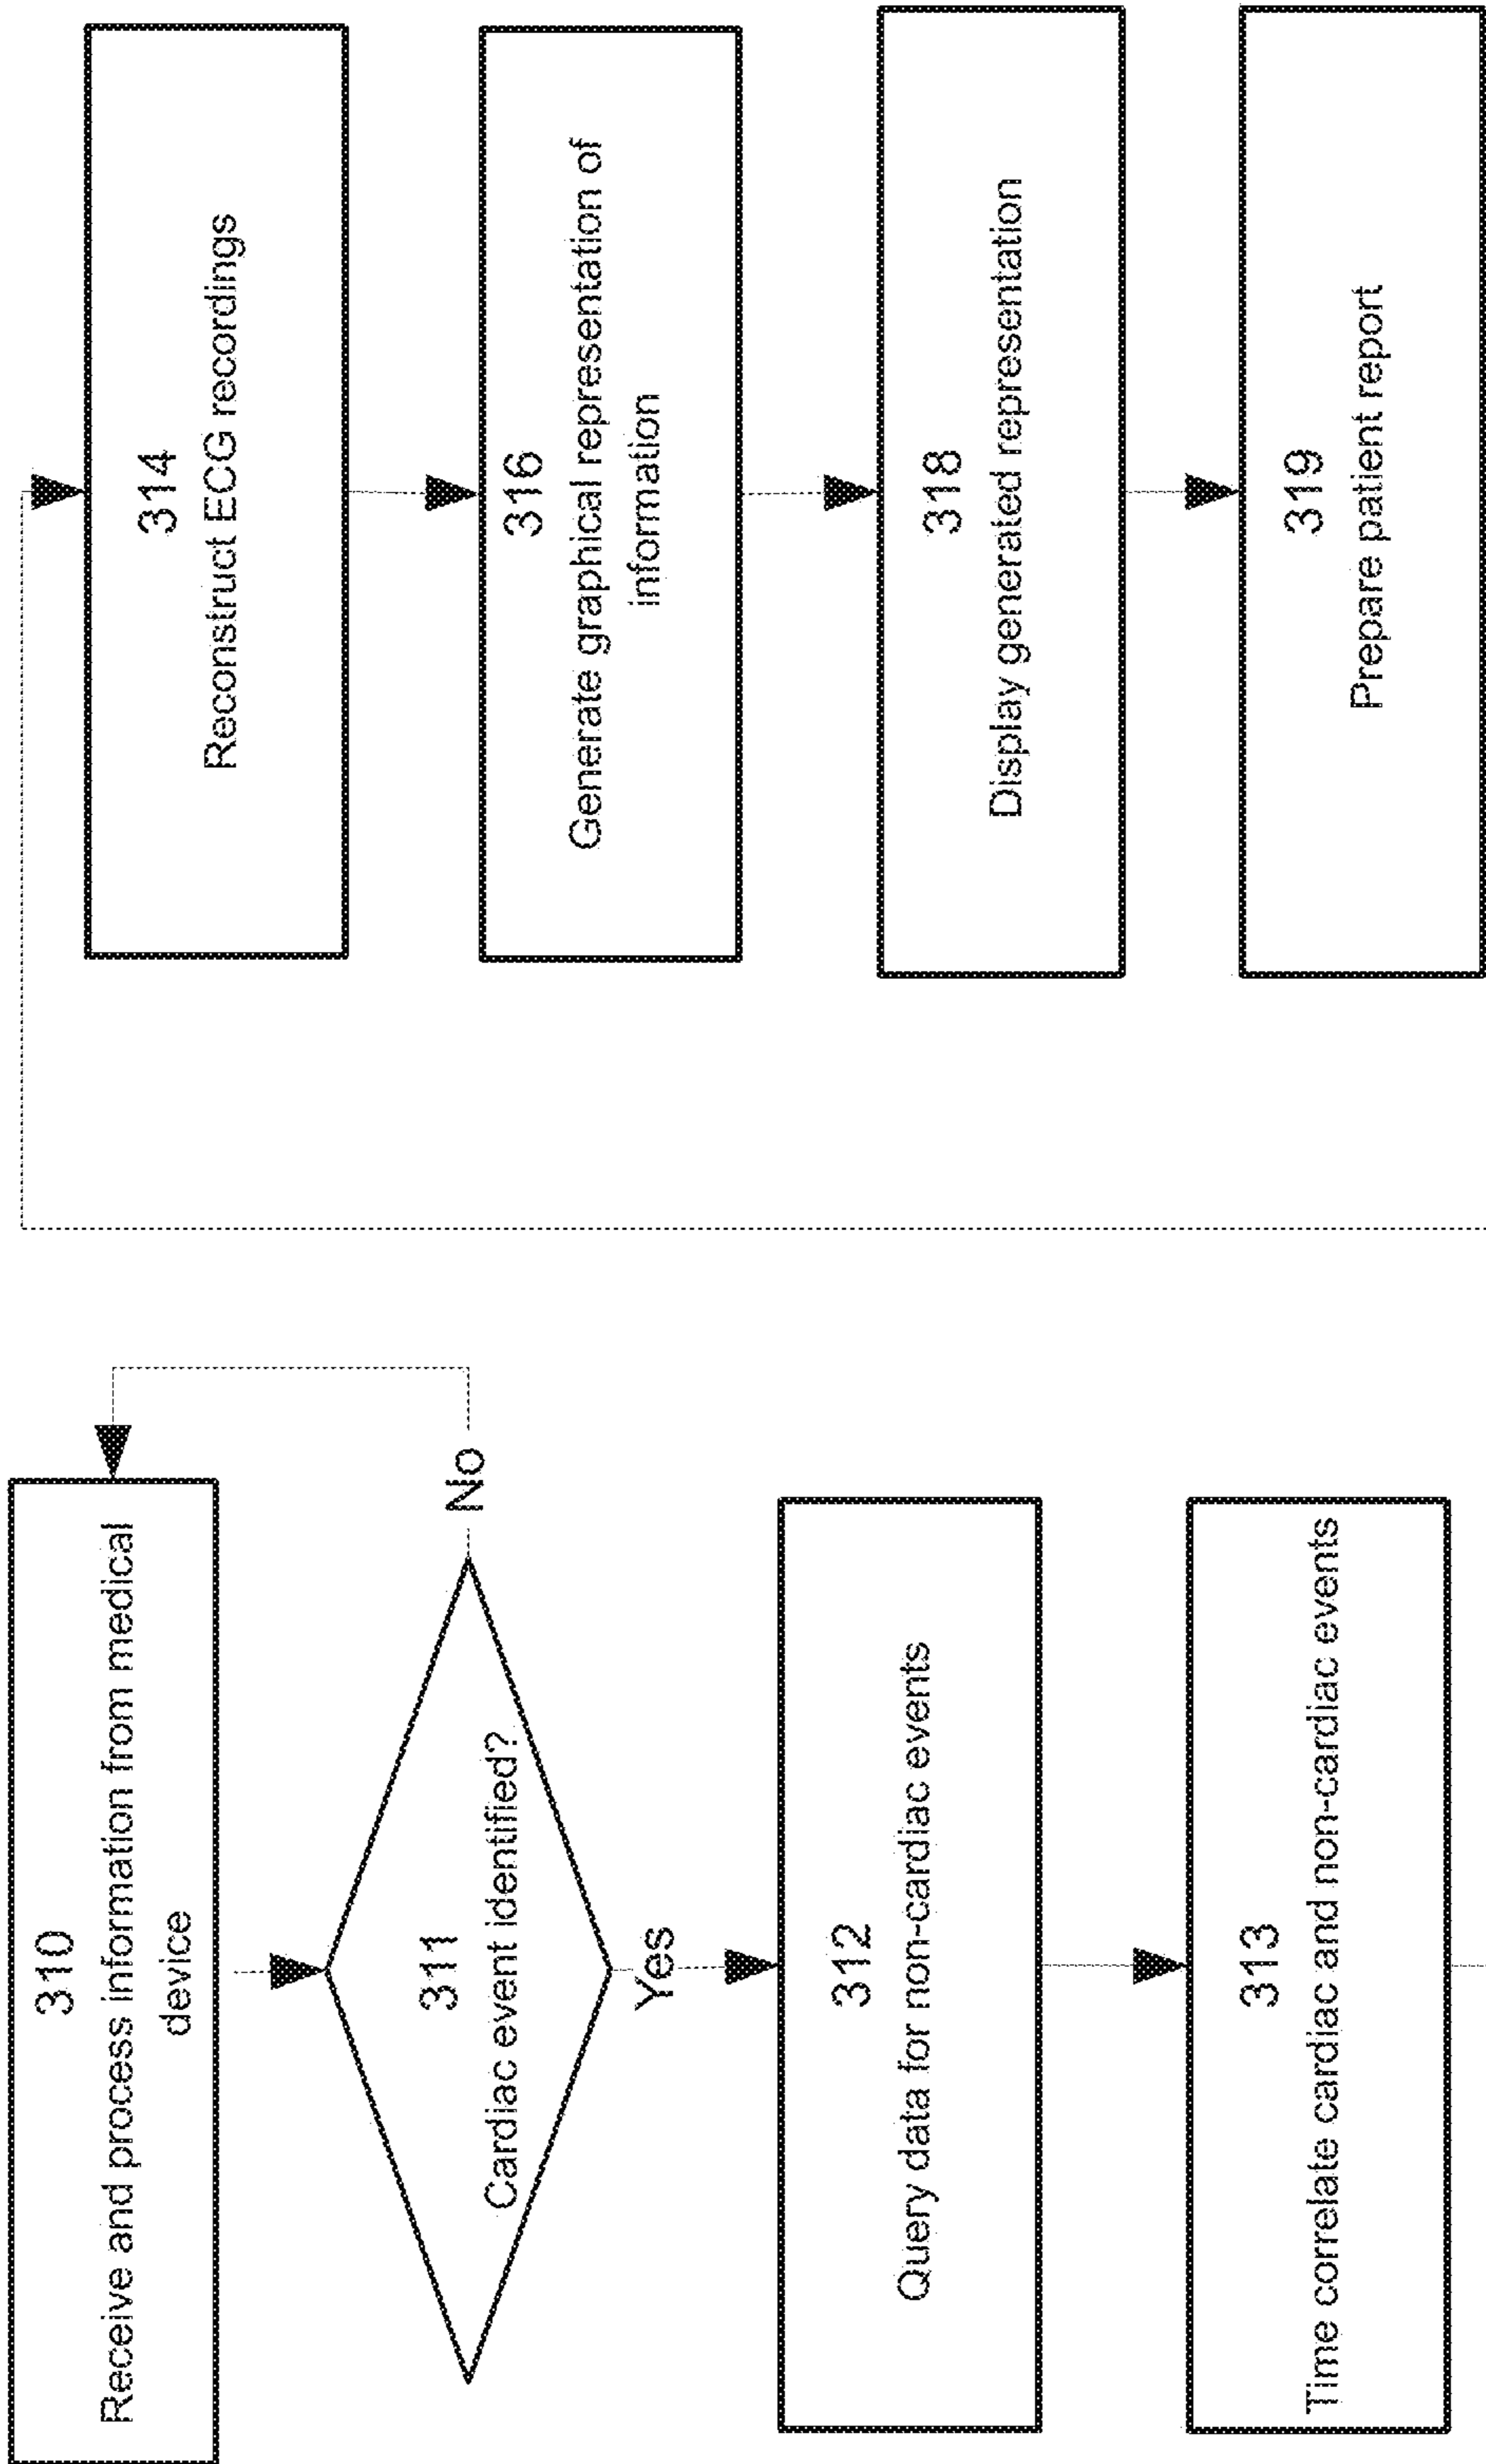 310
Receive and process information from medical
device
311
Cardiac event identified?
No
Yes
312
Query data for non-cardiac events
313
Time correlate cardiac and non-cardiac events
314
Reconstruct ECG recordings
316
Generate graphical representation of
information
318
Display generated representation
319
Prepare patient report